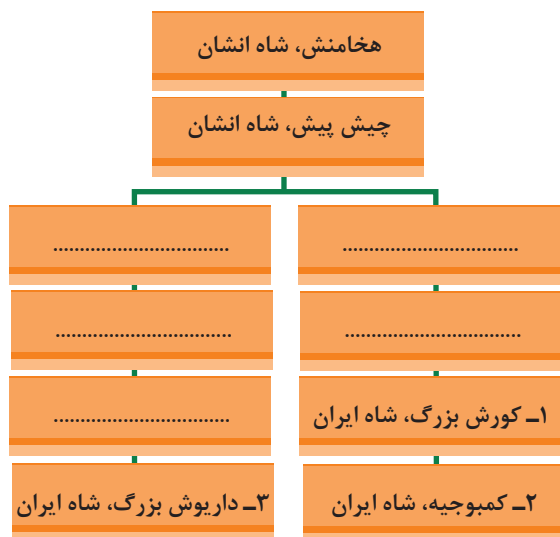 هخامنش، شاه انشان
چیش پیش، شاه انشان
.................................
.................................
.................................
.................................
۱ـ کورش بزرگ، شاه ایران
.................................
۲ـ کمبوجیه، شاه ایران
۳ـ داریوش بزرگ، شاه ایران